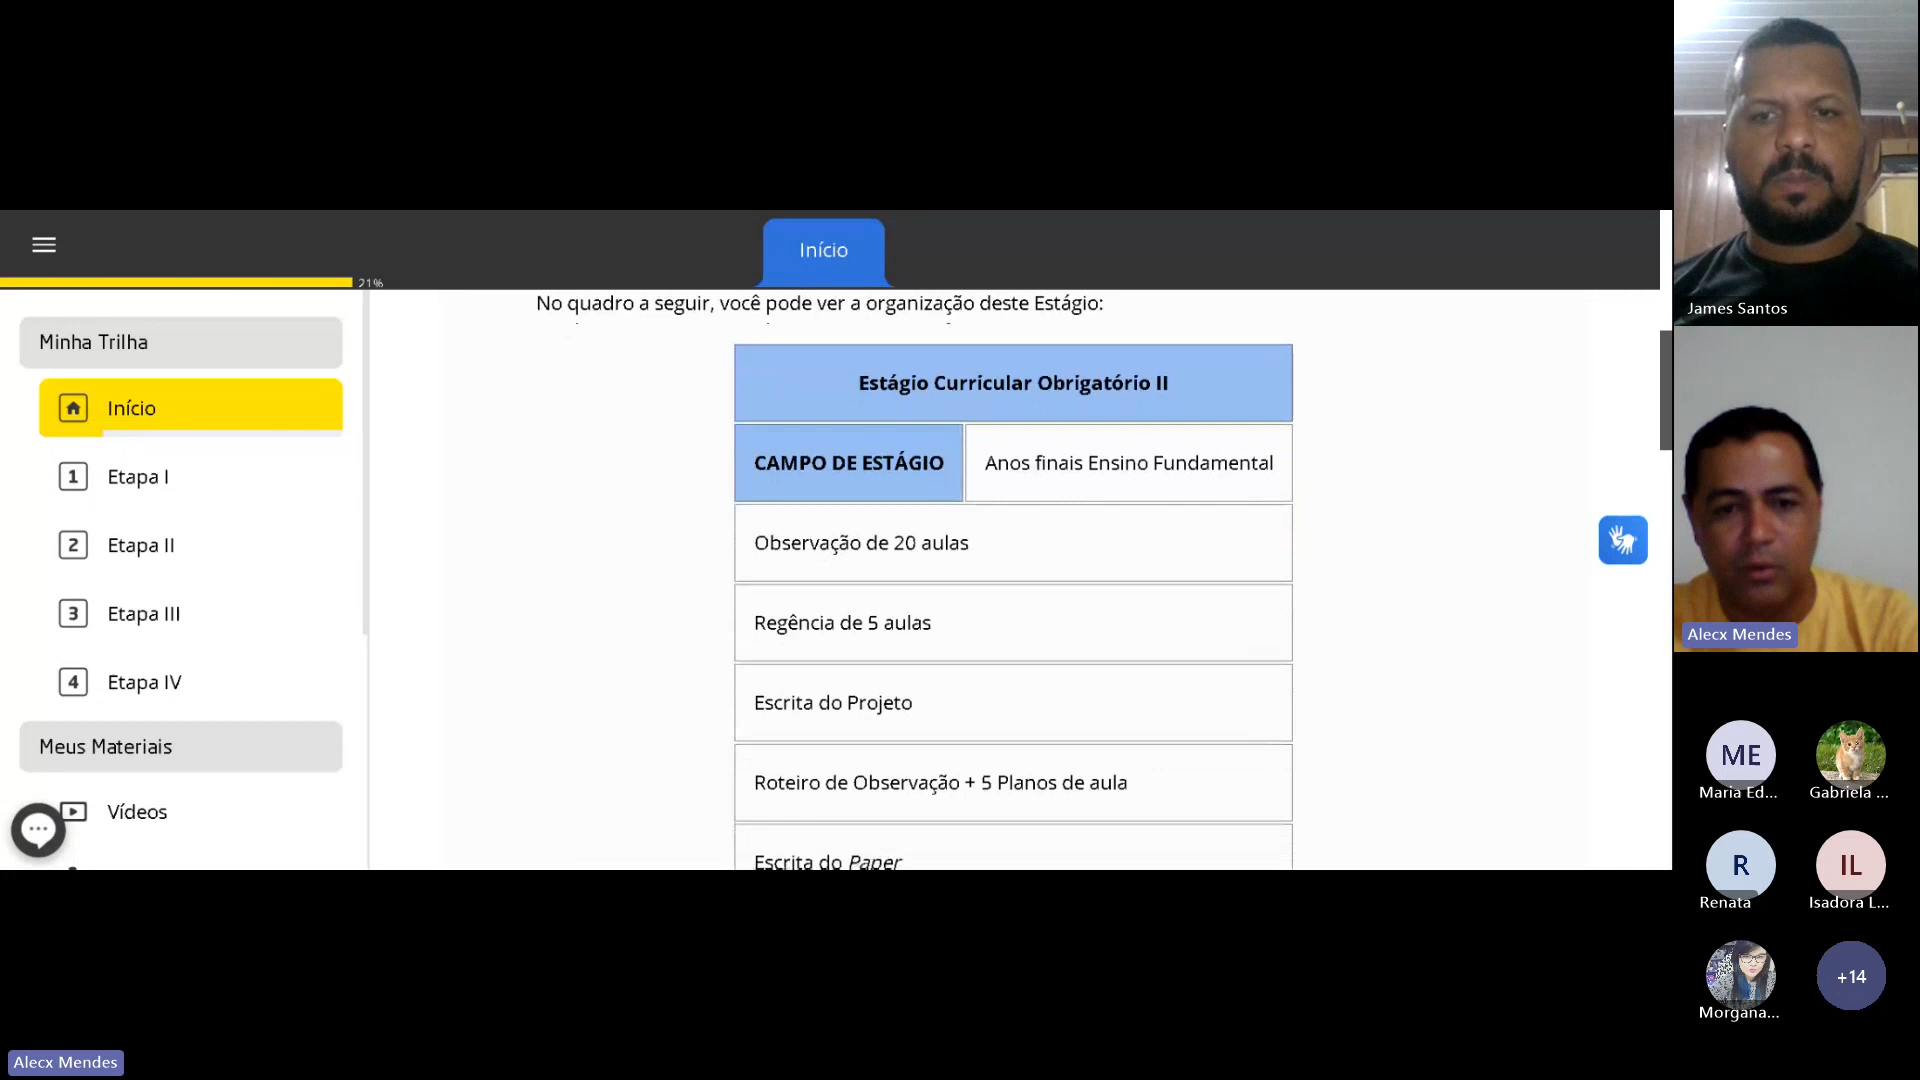 Início
21%
No quadro a seguir, você pode ver a organização deste Estágio:
Minha Trilha
Início
1 Etapa I
2 Etapa II
3 Etapa III
4 Etapa IV
Meus Materiais
Vídeos
Estágio Curricular Obrigatório II
CAMPO DE ESTÁGIO Anos finais Ensino Fundamental
Observação de 20 aulas
Regência de 5 aulas
Escrita do Projeto
Roteiro de Observação + 5 Planos de aula
Escrita do Paper
James Santos
Alecx Mendes
ME
Maria Ed...
Gabriela ...
R
Renata
IL
Isadora L...
Morgana...
+14
Alecx Mendes